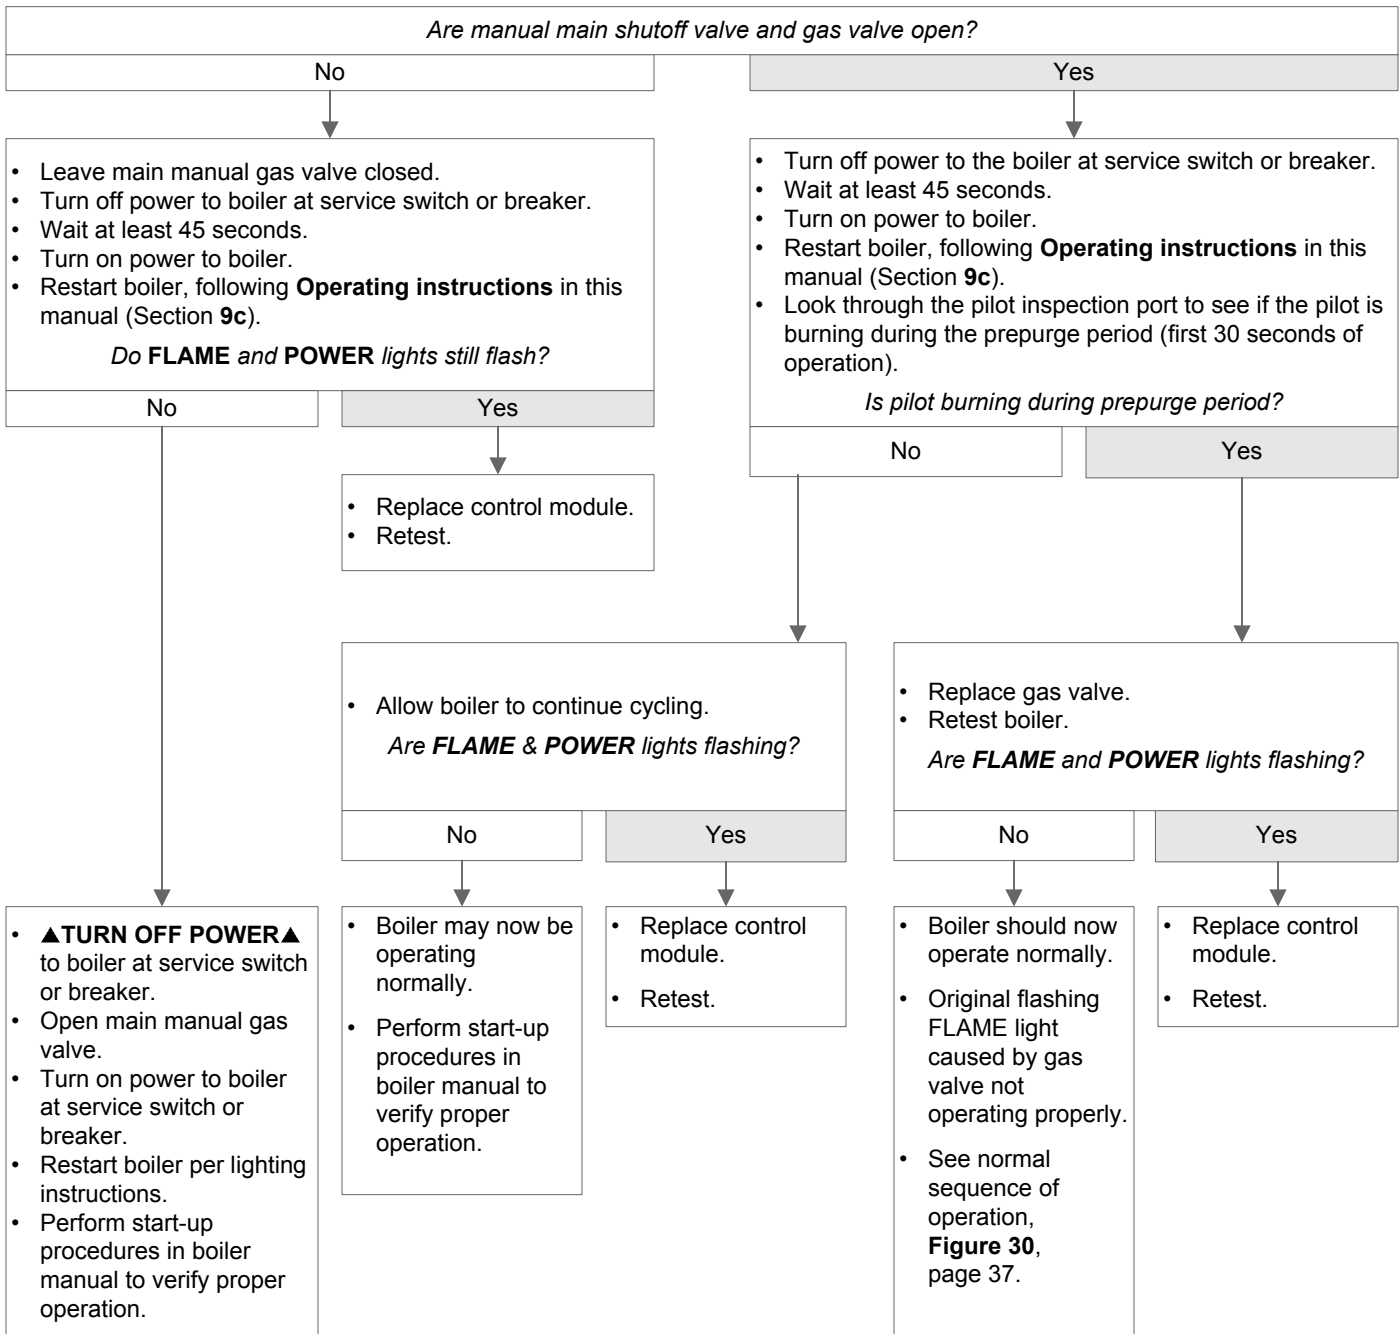 Are manual main shutoff valve and gas valve open?
No
Yes
• Leave main manual gas valve closed.
• Turn off power to boiler at service switch or breaker.
• Wait at least 45 seconds.
• Turn on power to boiler.
• Restart boiler, following Operating instructions in this
manual (Section 9c).
Do FLAME and POWER lights still flash?
No
Yes
• Replace control module.
• Retest.
• Turn off power to the boiler at service switch or breaker.
• Wait at least 45 seconds.
• Turn on power to boiler.
• Restart boiler, following Operating instructions in this
manual (Section 9c).
• Look through the pilot inspection port to see if the pilot is
burning during the prepurge period (first 30 seconds of
operation).
Is pilot burning during prepurge period?
No
Yes
• Allow boiler to continue cycling.
Are FLAME & POWER lights flashing?
No
Yes
• Replace gas valve.
• Retest boiler.
Are FLAME and POWER lights flashing?
No
Yes
• ▲TURN OFF POWER▲
to boiler at service switch
or breaker.
• Open main manual gas
valve.
• Turn on power to boiler
at service switch or
breaker.
• Restart boiler per lighting
instructions.
• Perform start-up
procedures in boiler
manual to verify proper
operation.
• Boiler may now be
operating
normally.
• Perform start-up
procedures in
boiler manual to
verify proper
operation.
• Replace control
module.
• Retest.
• Boiler should now
operate normally.
• Original flashing
FLAME light
caused by gas
valve not
operating properly.
• See normal
sequence of
operation,
Figure 30,
page 37.
• Replace control
module.
• Retest.